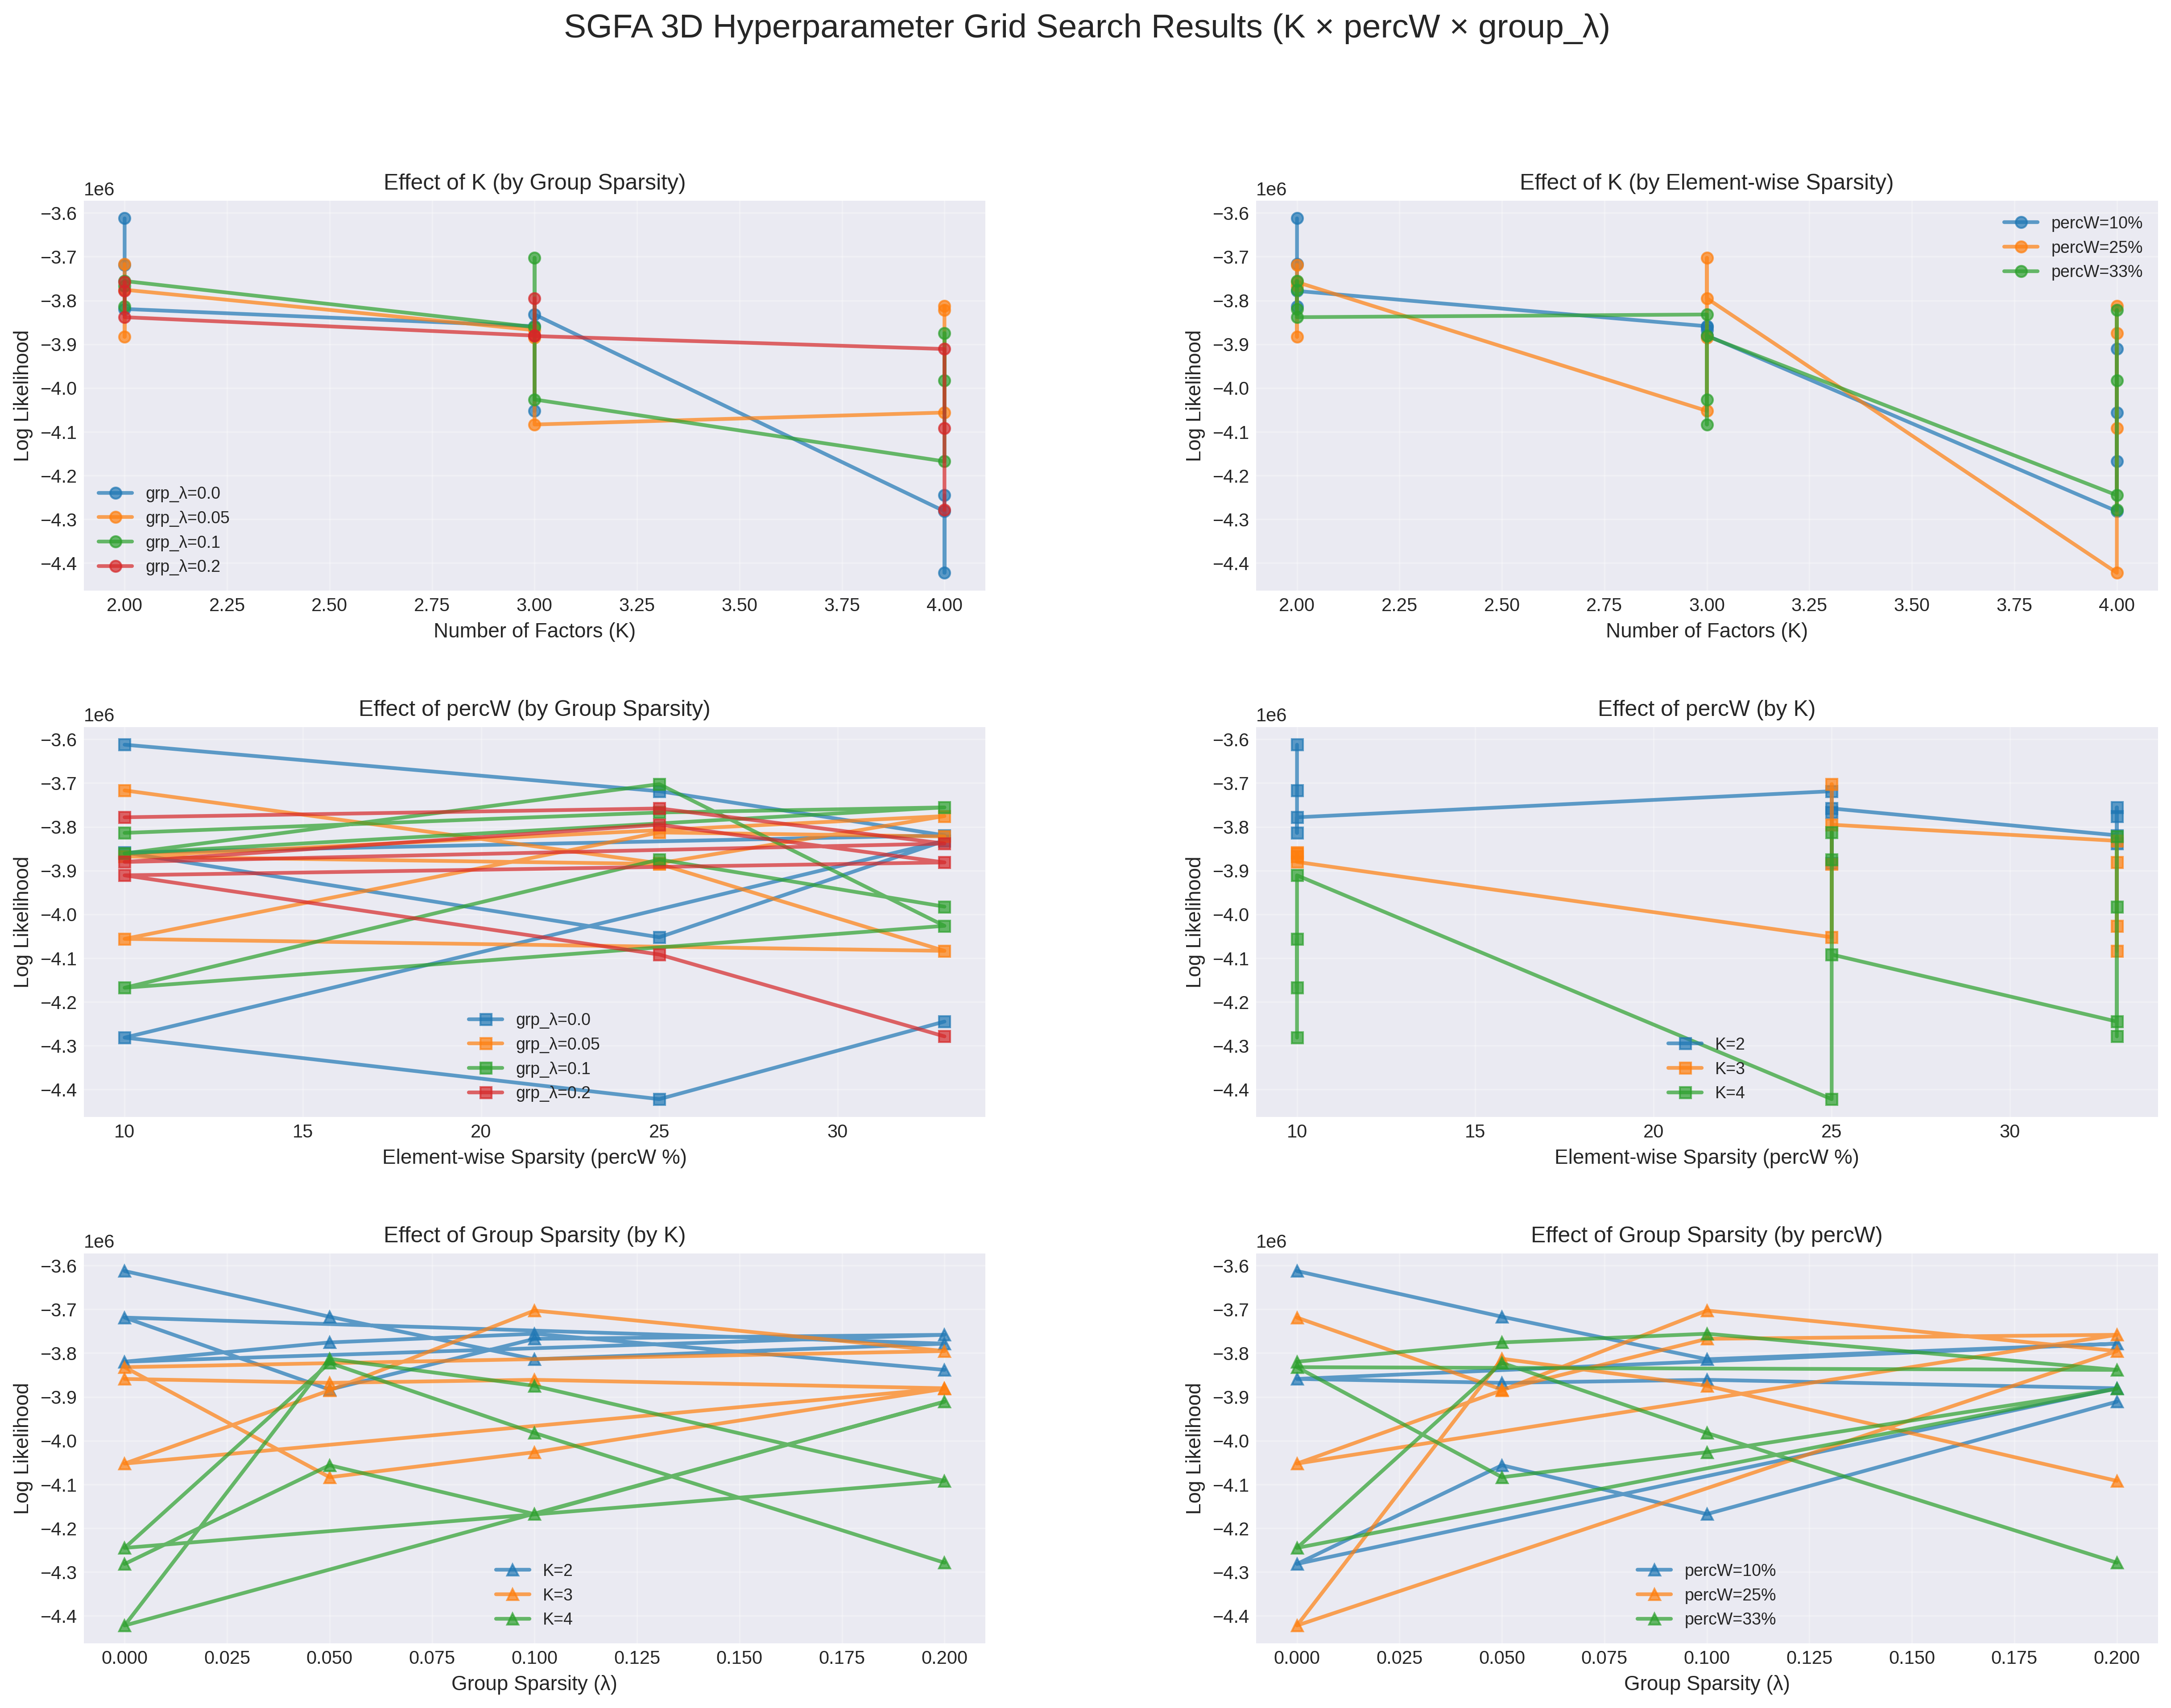 SGFA 3D Hyperparameter Grid Search Results (K × percW × group_λ)
Effect of K (by Group Sparsity)
1e6
−3.6
−3.7
−3.8
−3.9
−4.0
−4.1
−4.2
−4.3
−4.4
Log Likelihood
grp_λ=0.0
grp_λ=0.05
grp_λ=0.1
grp_λ=0.2
2.00 2.25 2.50 2.75 3.00 3.25 3.50 3.75 4.00
Number of Factors (K)
Effect of K (by Element-wise Sparsity)
1e6
−3.6
−3.7
−3.8
−3.9
−4.0
−4.1
−4.2
−4.3
−4.4
Log Likelihood
percW=10%
percW=25%
percW=33%
2.00 2.25 2.50 2.75 3.00 3.25 3.50 3.75 4.00
Number of Factors (K)
Effect of percW (by Group Sparsity)
1e6
−3.6
−3.7
−3.8
−3.9
−4.0
−4.1
−4.2
−4.3
−4.4
Log Likelihood
grp_λ=0.0
grp_λ=0.05
grp_λ=0.1
grp_λ=0.2
10 15 20 25 30
Element-wise Sparsity (percW %)
Effect of percW (by K)
1e6
−3.6
−3.7
−3.8
−3.9
−4.0
−4.1
−4.2
−4.3
−4.4
Log Likelihood
K=2
K=3
K=4
10 15 20 25 30
Element-wise Sparsity (percW %)
Effect of Group Sparsity (by K)
1e6
−3.6
−3.7
−3.8
−3.9
−4.0
−4.1
−4.2
−4.3
−4.4
Log Likelihood
K=2
K=3
K=4
0.000 0.025 0.050 0.075 0.100 0.125 0.150 0.175 0.200
Group Sparsity (λ)
Effect of Group Sparsity (by percW)
1e6
−3.6
−3.7
−3.8
−3.9
−4.0
−4.1
−4.2
−4.3
−4.4
Log Likelihood
percW=10%
percW=25%
percW=33%
0.000 0.025 0.050 0.075 0.100 0.125 0.150 0.175 0.200
Group Sparsity (λ)